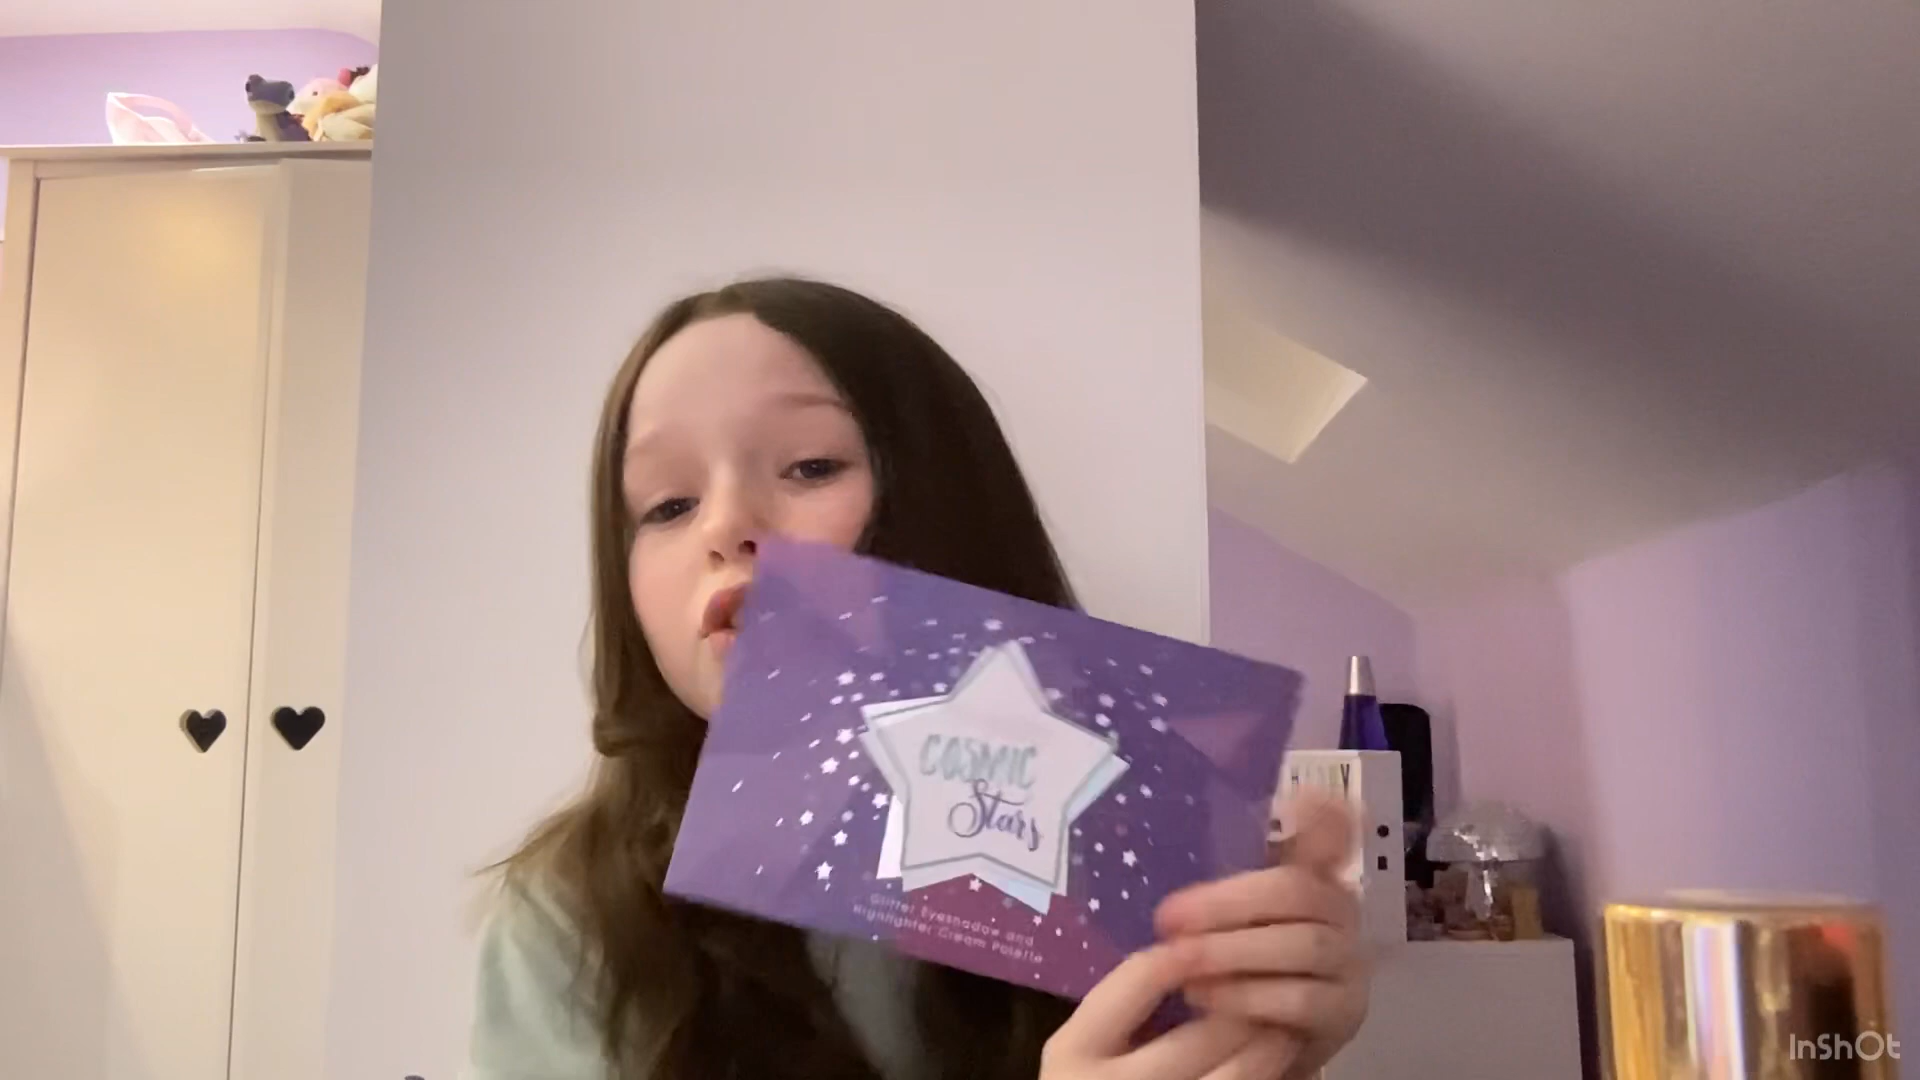 COSMIC
Stars
Glitter Eyeshadow and
Highlighter Cream Palette
InShOt